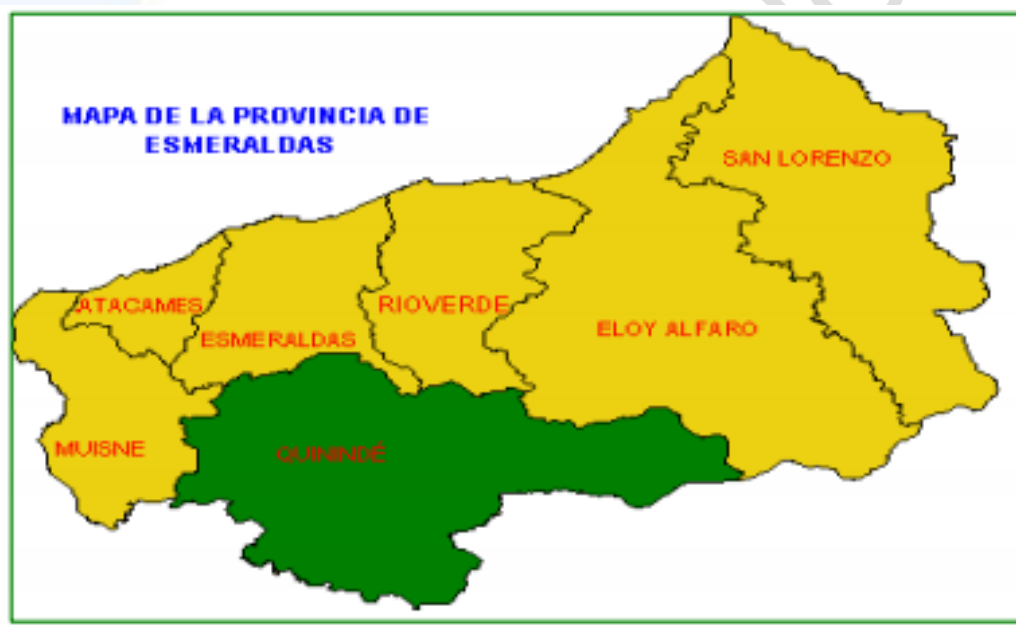 MAPA DE LA PROVINCIA DE
ESMERALDAS
SAN LORENZO
ATACAMES
RIOVERDE
ESMERALDAS
ELOY ALFARO
MUISNE
QUININDÉ